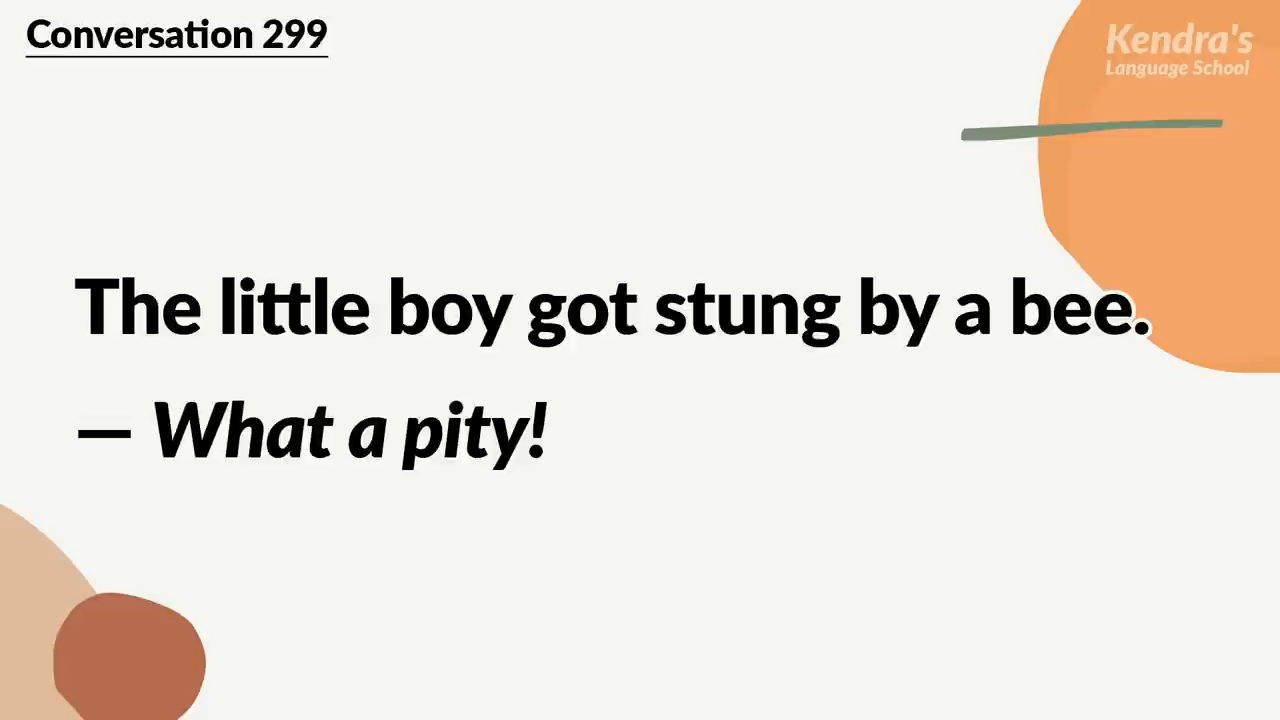 Conversation 299
Kendra's
Language School
The little boy got stung by a bee.
— What a pity!